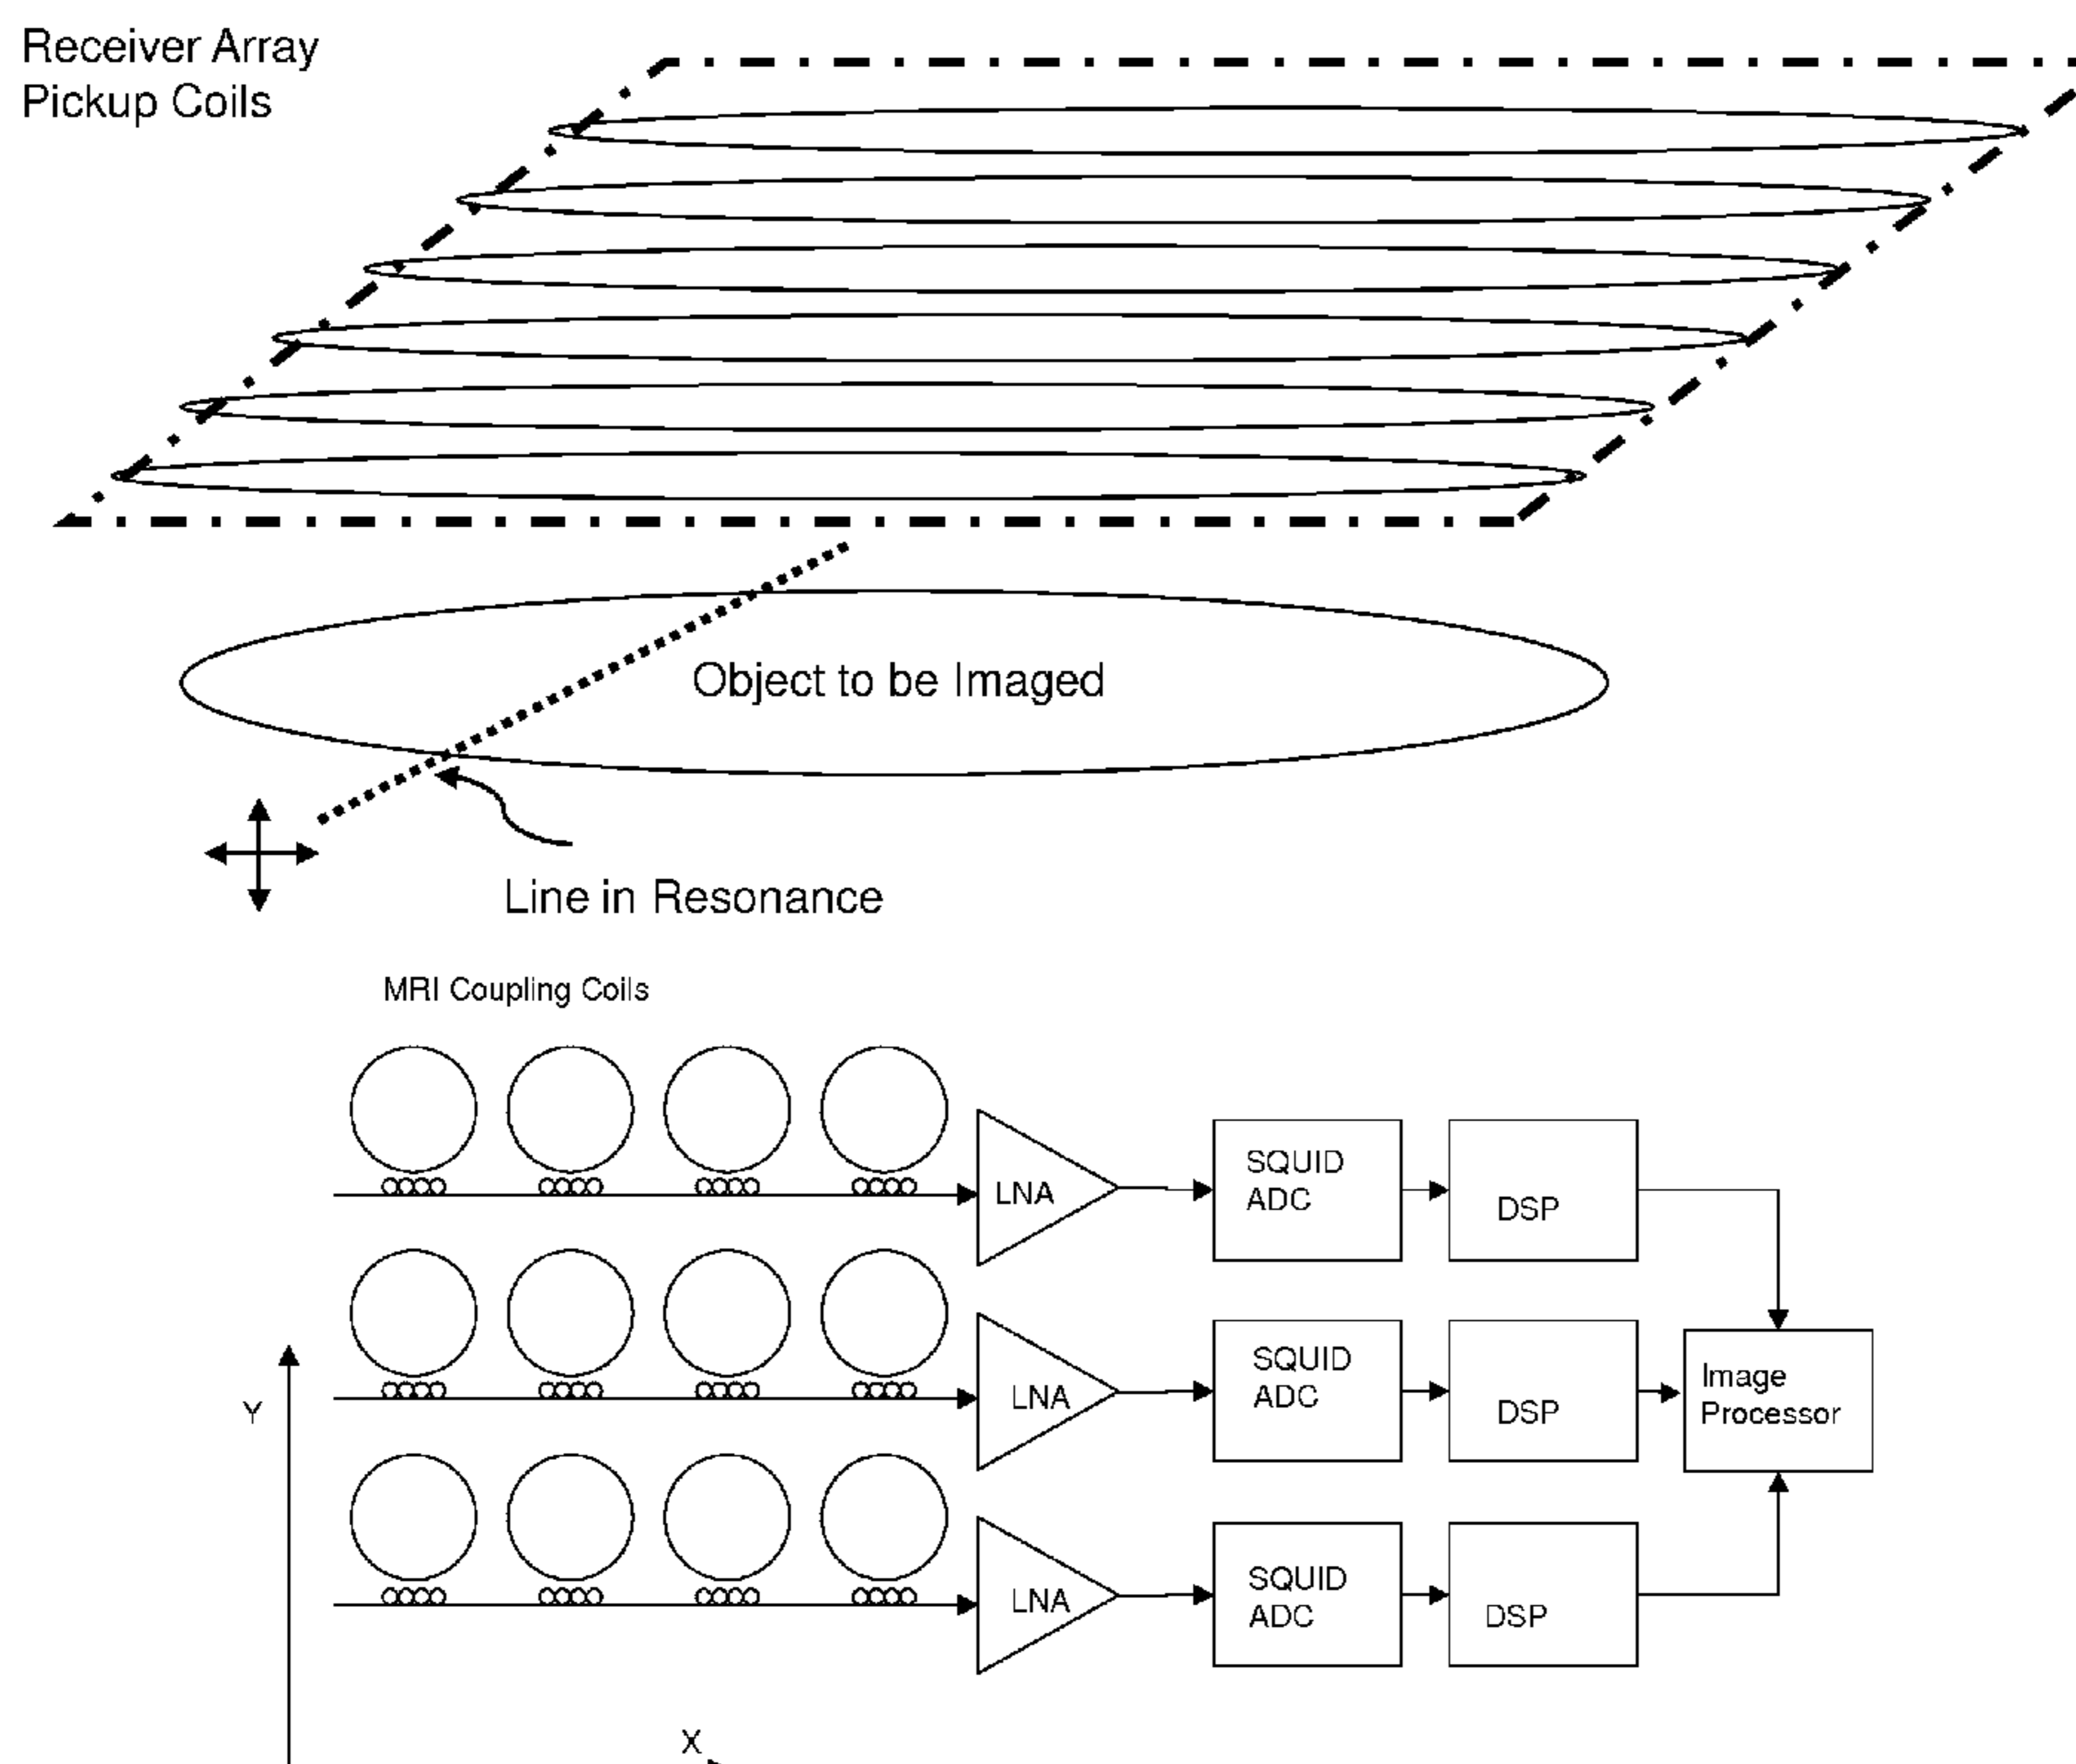 Receiver Array
Pickup Coils
Object to be Imaged
Line in Resonance
MRI Coupling Coils
LNA
SQUID
ADC
DSP
LNA
SQUID
ADC
DSP
Image
Processor
Y
LNA
SQUID
ADC
DSP
X